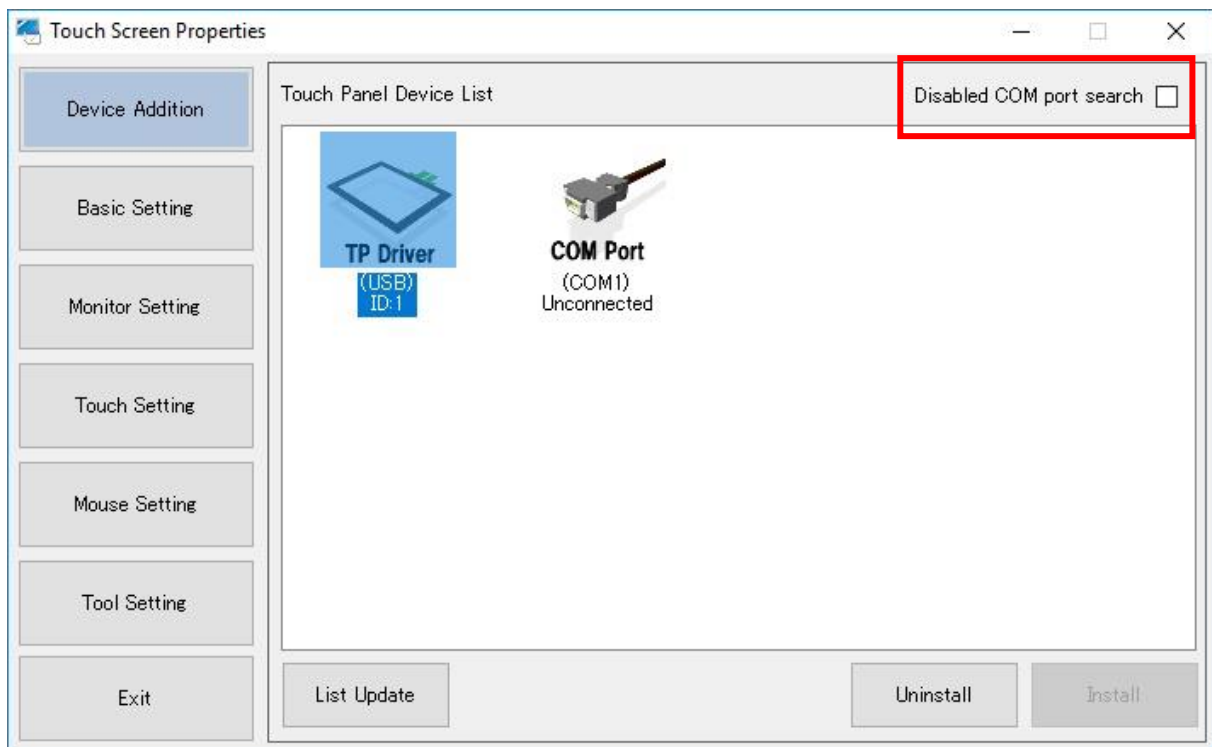 Touch Screen Properties
Device Addition
Touch Panel Device List
Disabled COM port search
Basic Setting
TP Driver
(USB)
ID:1
COM Port
(COM1)
Unconnected
Monitor Setting
Touch Setting
Mouse Setting
Tool Setting
Exit
List Update
Uninstall
Install